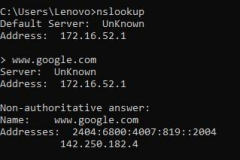 C:\Users\Lenovo>nslookup
Default Server:  UnKnown
Address:  172.16.52.1
> www.google.com
Server:  UnKnown
Address:  172.16.52.1
Non-authoritative answer:
Name:    www.google.com
Addresses:  2404:6800:4007:819::2004
142.250.182.4